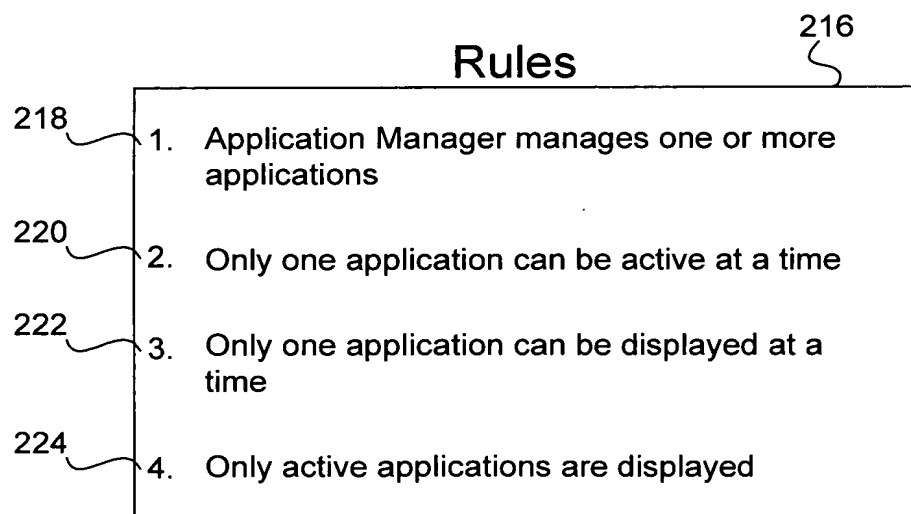 216
Rules
218
1. Application Manager manages one or more
applications
220
2. Only one application can be active at a time
222
3. Only one application can be displayed at a
time
224
4. Only active applications are displayed